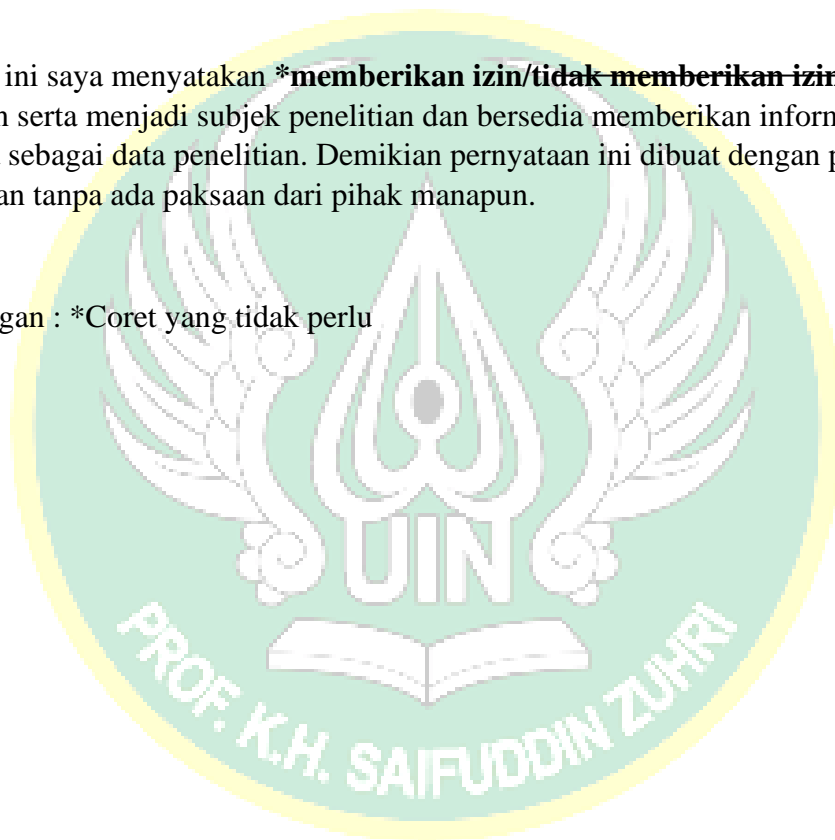 ini saya menyatakan *memberikan izin/tidak memberikan izin
serta menjadi subjek penelitian dan bersedia memberikan inform
sebagai data penelitian. Demikian pernyataan ini dibuat dengan p
an tanpa ada paksaan dari pihak manapun.
gan : *Coret yang tidak perlu
UIN
PROF. K.H. SAIFUDDIN ZUHRI